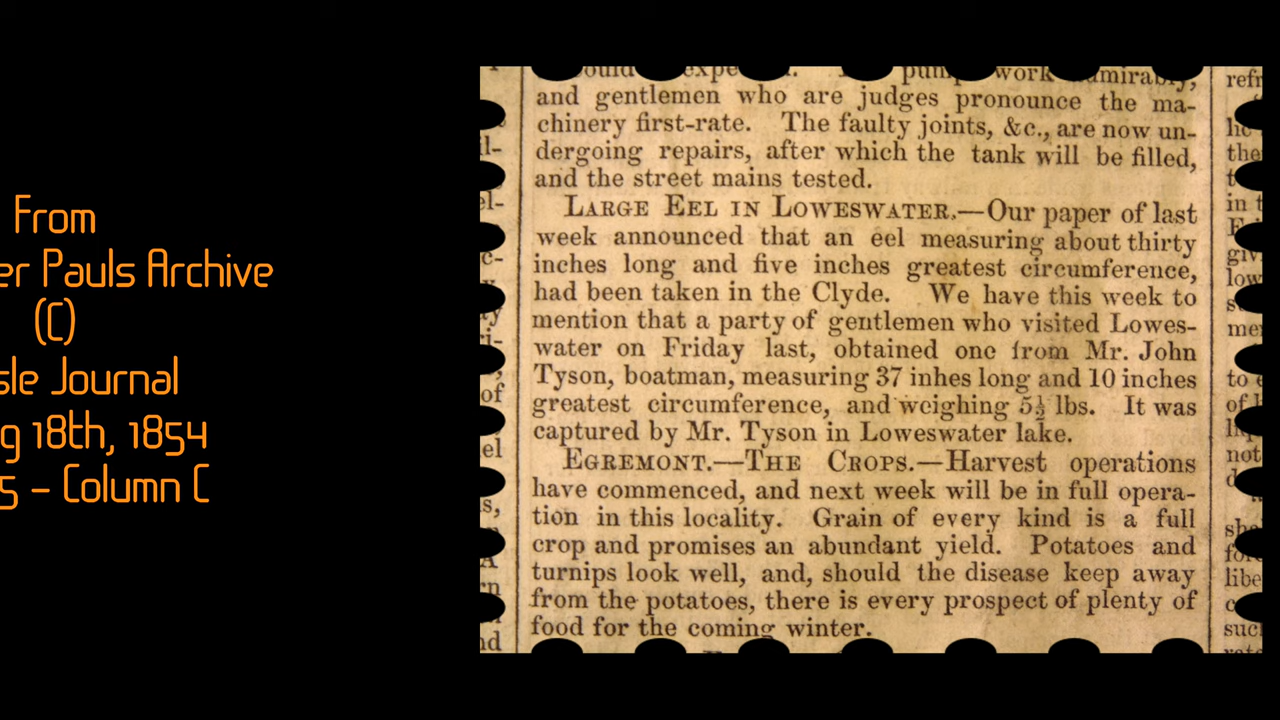 From
er Pauls Archive
(C)
sle Journal
g 18th, 1854
5 – Column C
and gentlemen who are judges pronounce the ma-
chinery first-rate. The faulty joints, &c., are now un-
dergoing repairs, after which the tank will be filled,
and the street mains tested.
LARGE EEL IN LOWESWATER.—Our paper of last
week announced that an eel measuring about thirty
inches long and five inches greatest circumference,
had been taken in the Clyde. We have this week to
mention that a party of gentlemen who visited Lowes-
water on Friday last, obtained one from Mr. John
Tyson, boatman, measuring 37 inhes long and 10 inches
greatest circumference, and weighing 5½ lbs. It was
captured by Mr. Tyson in Loweswater lake.
EGREMONT.—THE CROPS.—Harvest operations
have commenced, and next week will be in full opera-
tion in this locality. Grain of every kind is a full
crop and promises an abundant yield. Potatoes and
turnips look well, and, should the disease keep away
from the potatoes, there is every prospect of plenty of
food for the coming winter.